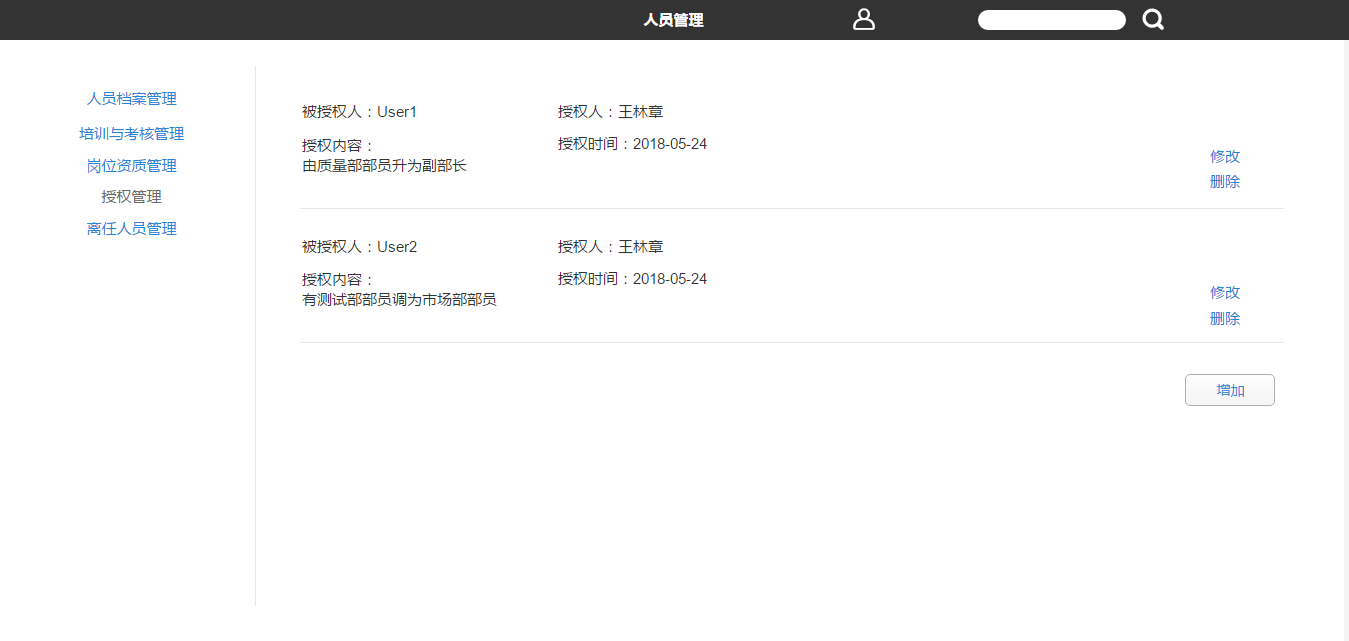 人员管理
人员档案管理
培训与考核管理
岗位资质管理
授权管理
离任人员管理
被授权人：User1
授权人：王林章
授权内容：
授权时间：2018-05-24
由质量部部员升为副部长
修改
删除
被授权人：User2
授权人：王林章
授权内容：
授权时间：2018-05-24
有测试部部员调为市场部部员
修改
删除
增加